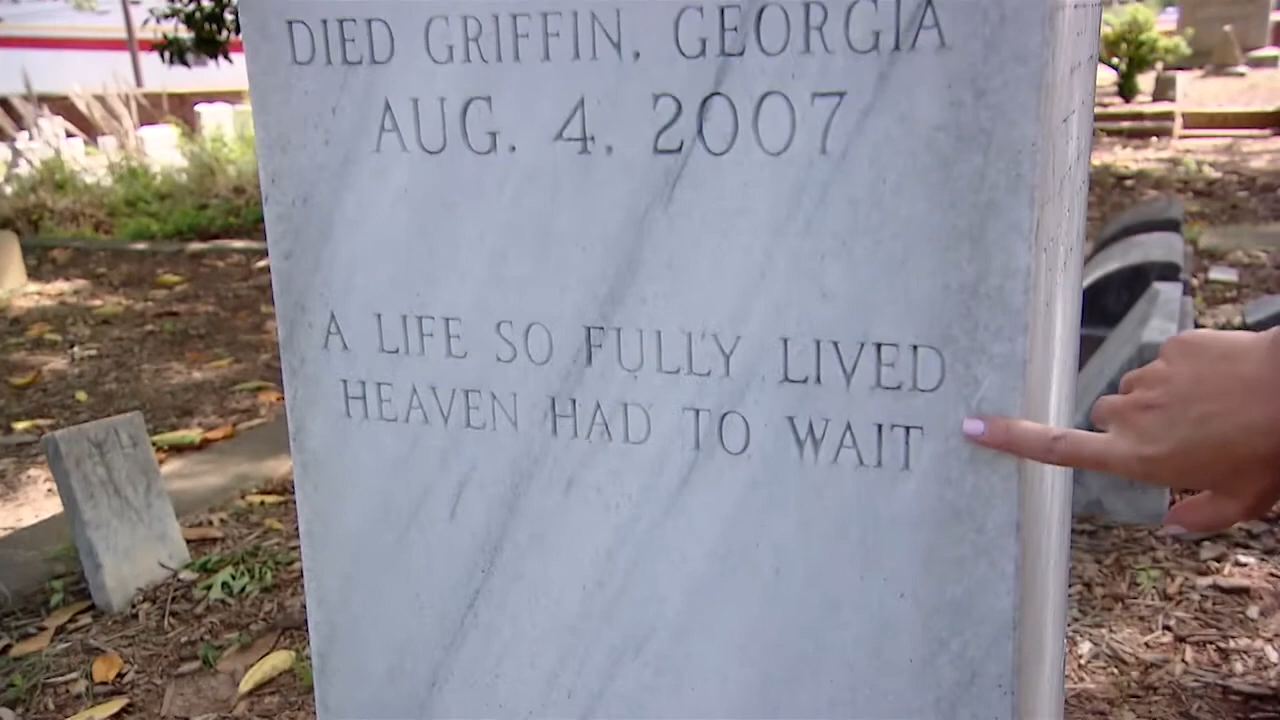 DIED GRIFFIN, GEORGIA
AUG. 4, 2007
A LIFE SO FULLY LIVED
HEAVEN HAD TO WAIT